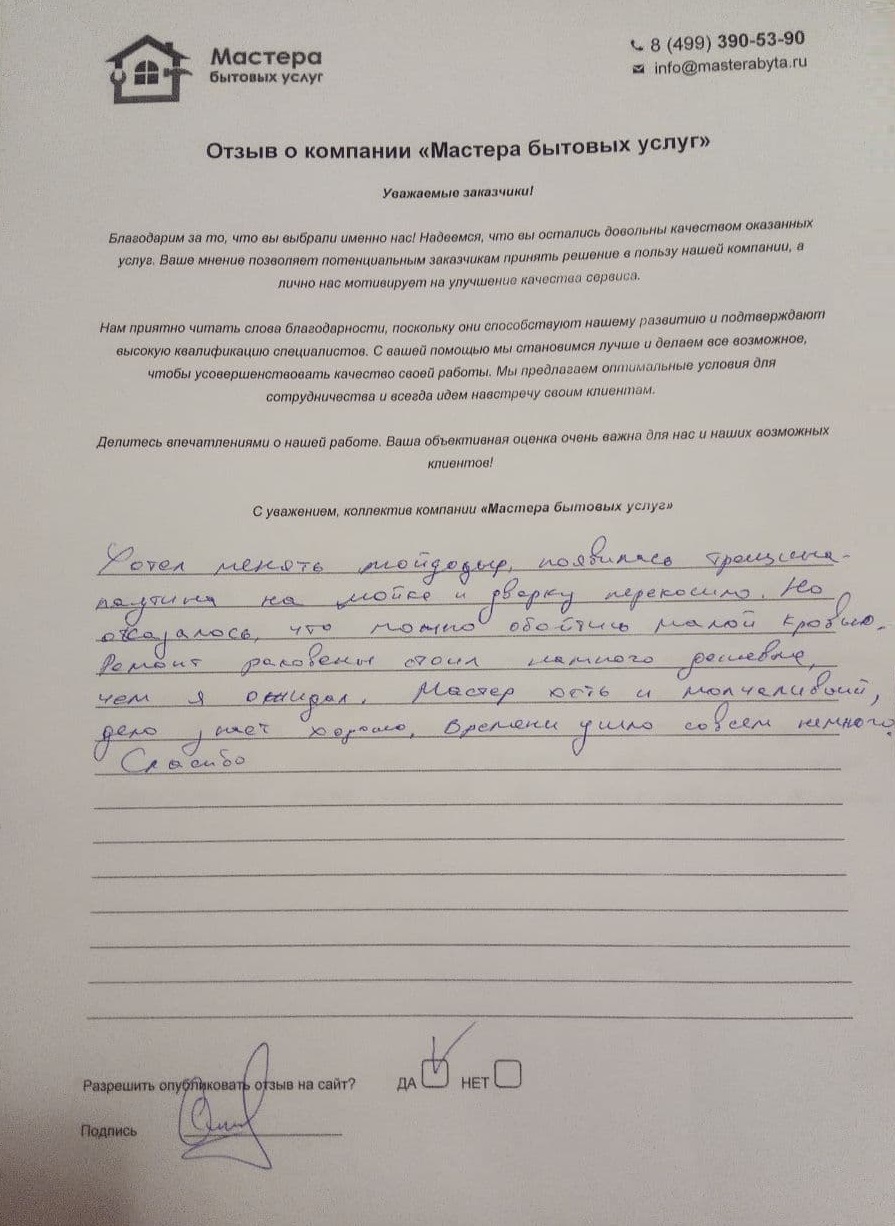 Мастера
бытовых услуг
8 (499) 390-53-90
info@masterabyta.ru
Отзыв о компании «Мастера бытовых услуг»
Уважаемые заказчики!
Благодарим за то, что вы выбрали именно нас! Надеемся, что вы остались довольны качеством оказанных
услуг. Ваше мнение позволяет потенциальным заказчикам принять решение в пользу нашей компании, а
лично нас мотивирует на улучшение качества сервиса.
Нам приятно читать слова благодарности, поскольку они способствуют нашему развитию и подтверждают
высокую квалификацию специалистов. С вашей помощью мы становимся лучше и делаем все возможное,
чтобы усовершенствовать качество своей работы. Мы предлагаем оптимальные условия для
сотрудничества и всегда идем навстречу своим клиентам.
Делитесь впечатлениями о нашей работе. Ваша объективная оценка очень важна для нас и наших возможных
клиентов!
С уважением, коллектив компании «Мастера бытовых услуг»
Хотел менять мойдодыр, появилась трещина-
паутина на мойке и дверку перекосило. Но
оказалось, что можно обойтись малой кровью.
Ремонт раковины стоил намного дешевле,
чем я ожидал. Мастер хоть и молчаливый,
дело знает хорошо, времени ушло совсем немного.
Спасибо
Разрешить опубликовать отзыв на сайт? ДА НЕТ
Подпись